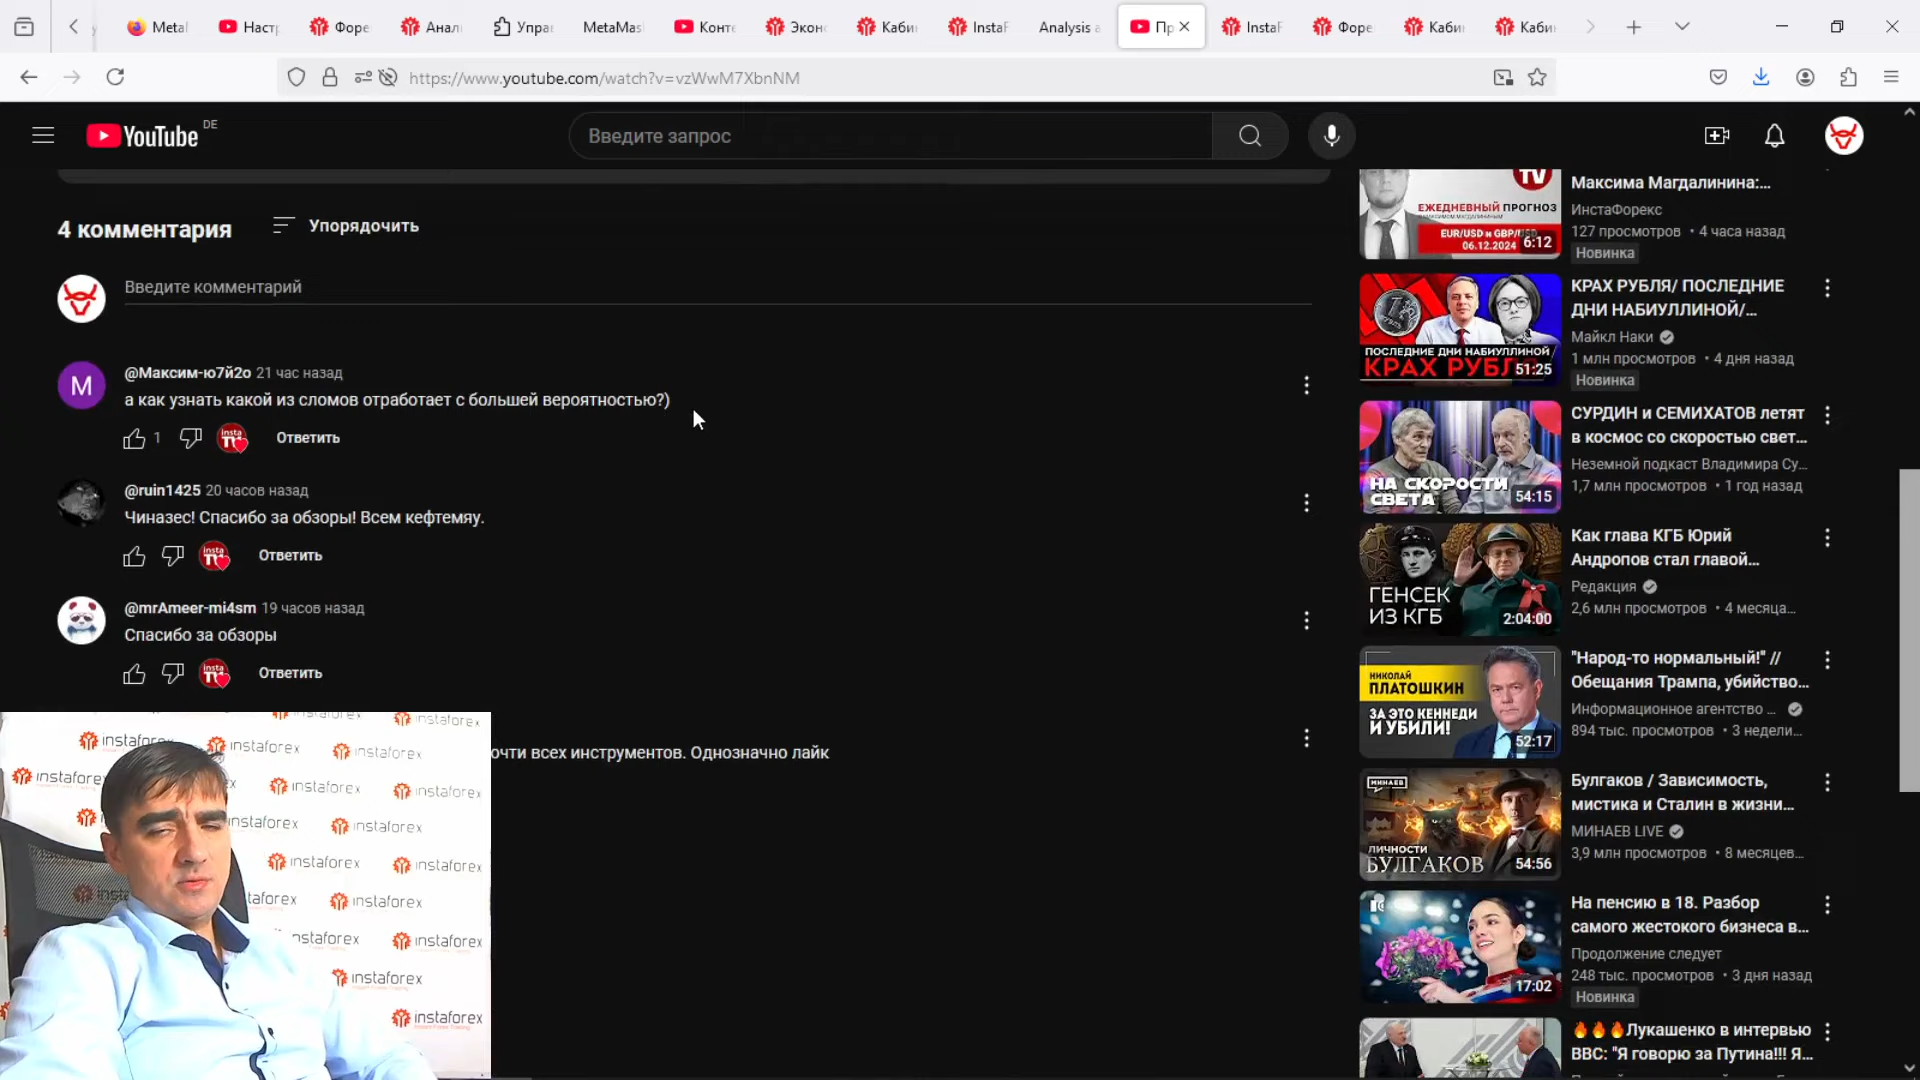 Metal
Настр
Форе
Анал
Упра
MetaMas
Конте
Экон
Каби
InstaF
Analysis a
Пр
InstaF
Форе
Каби
Каби
https://www.youtube.com/watch?v=vzWwM7XbnNM
YouTube DE
Введите запрос
4 комментария
Упорядочить
Введите комментарий
M
@Максим-ю7й2о 21 час назад
а как узнать какой из сломов отработает с большей вероятностью?)
1
Ответить
@ruin1425 20 часов назад
Чиназес! Спасибо за обзоры! Всем кефтемяу.
Ответить
@mrAmeer-mi4sm 19 часов назад
Спасибо за обзоры
Ответить
очти всех инструментов. Однозначно лайк
instaforex
TV
ЕЖЕДНЕВНЫЙ ПРОГНОЗ
EUR/USD и GBP/USD
06.12.2024
6:12
Максима Магдалинина:...
ИнстаФорекс
127 просмотров • 4 часа назад
Новинка
ПОСЛЕДНИЕ ДНИ НАБИУЛЛИНОЙ /
КРАХ РУБЛЯ
51:25
КРАХ РУБЛЯ/ ПОСЛЕДНИЕ
ДНИ НАБИУЛЛИНОЙ/...
Майкл Наки
1 млн просмотров • 4 дня назад
Новинка
НА СКОРОСТИ
СВЕТА
54:15
СУРДИН и СЕМИХАТОВ летят
в космос со скоростью свет...
Неземной подкаст Владимира Су...
1,7 млн просмотров • 1 год назад
ГЕНСЕК
ИЗ КГБ
2:04:00
Как глава КГБ Юрий
Андропов стал главой...
Редакция
2,6 млн просмотров • 4 месяца...
НИКОЛАЙ
ПЛАТОШКИН
ЗА ЭТО КЕННЕДИ
И УБИЛИ!
52:17
"Народ-то нормальный!" //
Обещания Трампа, убийство...
Информационное агентство ...
894 тыс. просмотров • 3 недели...
МИНАЕВ
ЛИЧНОСТИ
БУЛГАКОВ
54:56
Булгаков / Зависимость,
мистика и Сталин в жизни...
МИНАЕВ LIVE
3,9 млн просмотров • 8 месяцев...
17:02
На пенсию в 18. Разбор
самого жестокого бизнеса в...
Продолжение следует
248 тыс. просмотров • 3 дня назад
Новинка
🔥🔥🔥Лукашенко в интервью
BBC: "Я говорю за Путина!!! Я...